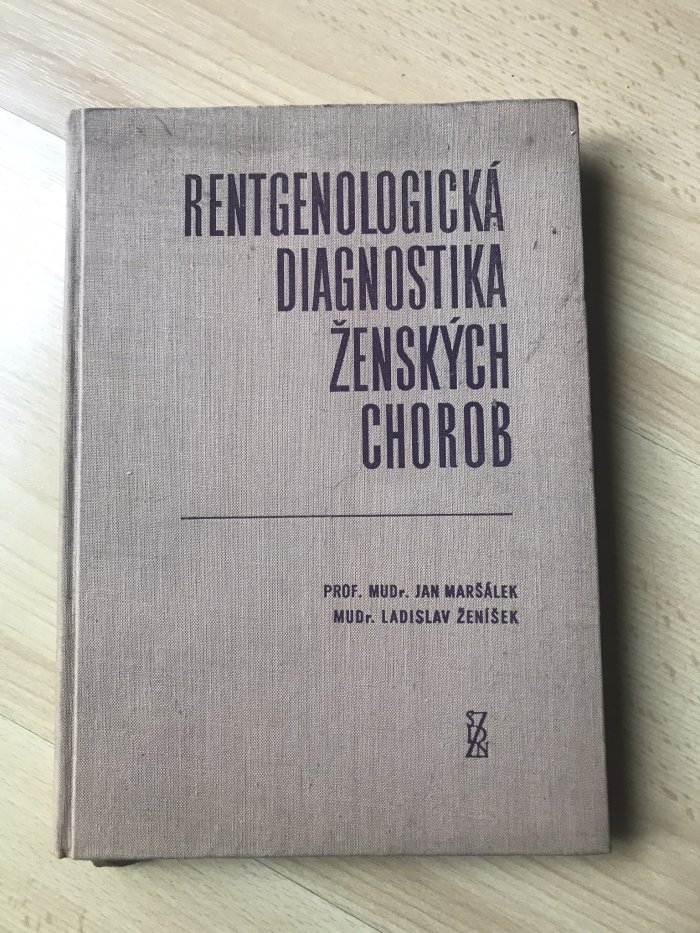 RENTGENOLOGICKÁ
DIAGNOSTIKA
ŽENSKÝCH
CHOROB
PROF. MUDr. JAN MARŠÁLEK
MUDr. LADISLAV ŽENÍŠEK
SZDN